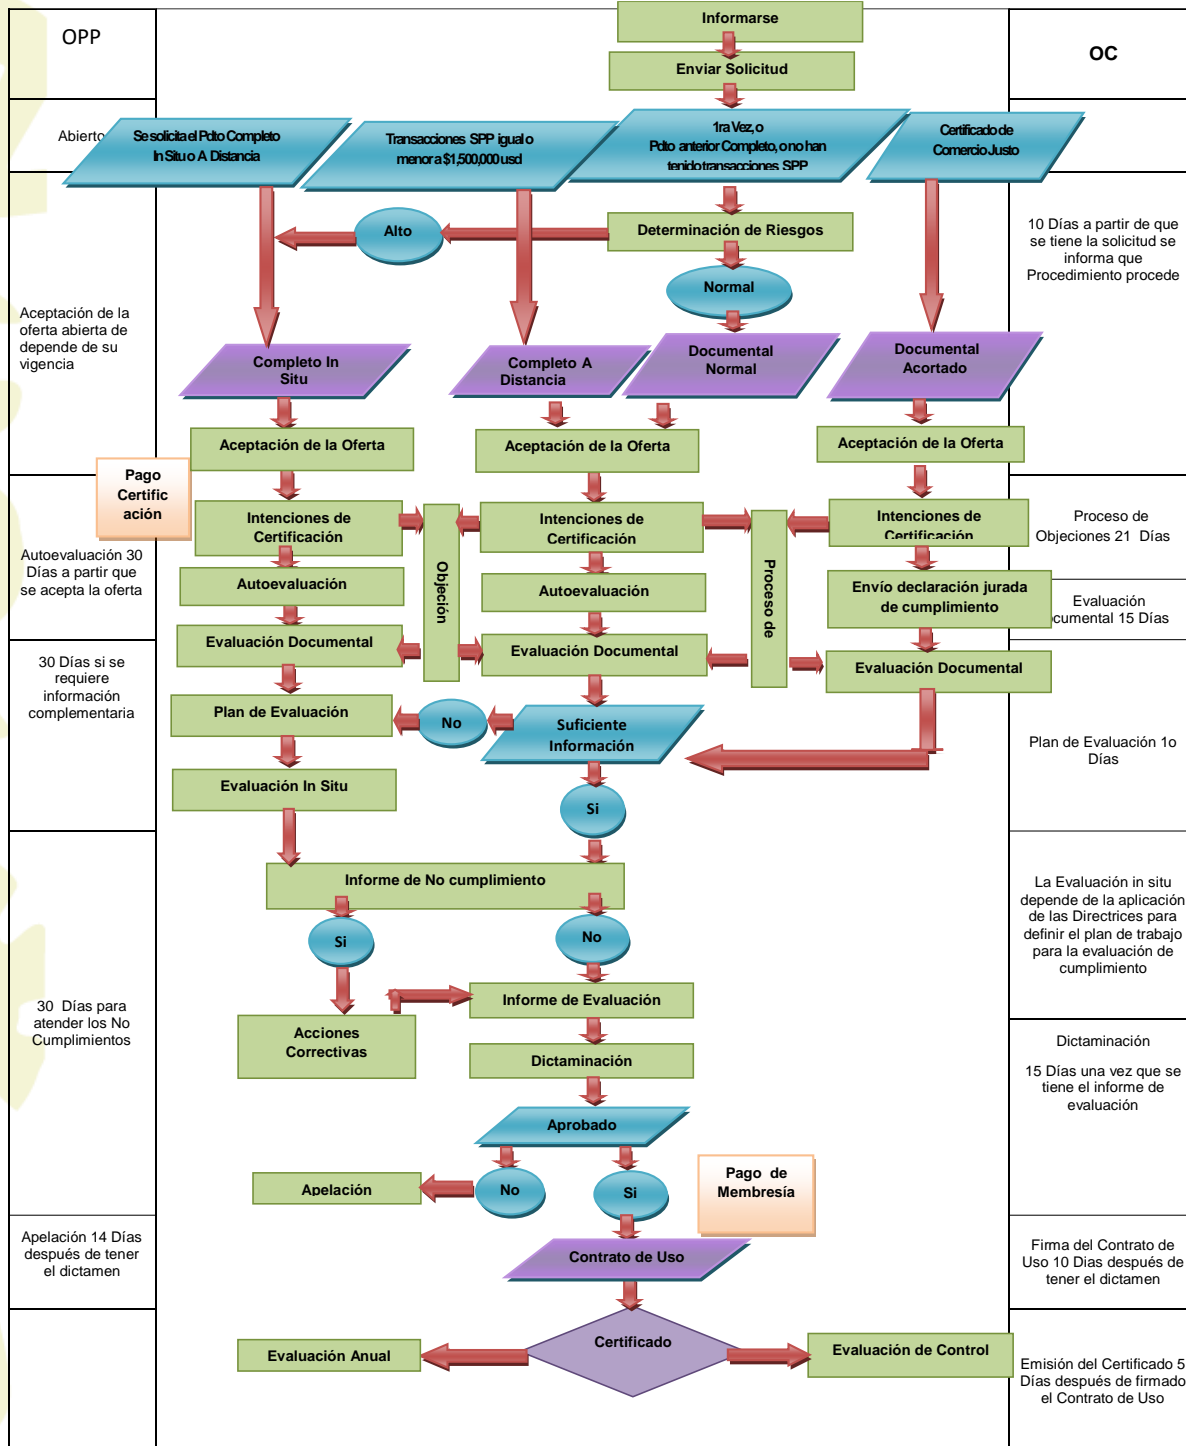 OPP
Informarse
OC
Enviar Solicitud
Abierto
Se solicita el Pdto Completo
In Situ o A Distancia
Transacciones SPP igual o
menor a $1,500,000 usd
1ra Vez, o
Pdto anterior Completo, o no han
tenido transacciones SPP
Certificado de
Comercio Justo
Alto
Determinación de Riesgos
10 Días a partir de que
se tiene la solicitud se
informa que
Procedimiento procede
Normal
Aceptación de la
oferta abierta de
depende de su
vigencia
Completo In
Situ
Completo A
Distancia
Documental
Normal
Documental
Acortado
Aceptación de la Oferta
Aceptación de la Oferta
Aceptación de la Oferta
Pago
Certific
ación
Intenciones de
Certificación
Intenciones de
Certificación
Intenciones de
Certificación
Proceso de
Objeciones 21 Días
Autoevaluación 30
Días a partir que
se acepta la oferta
Objeción
Proceso de
Autoevaluación
Autoevaluación
Envío declaración jurada
de cumplimiento
Evaluación
ocumental 15 Días
Evaluación Documental
Evaluación Documental
Evaluación Documental
30 Días si se
requiere
información
complementaria
Plan de Evaluación
No
Suficiente
Información
Plan de Evaluación 1o
Días
Evaluación In Situ
Si
Informe de No cumplimiento
La Evaluación in situ
depende de la aplicación
de las Directrices para
definir el plan de trabajo
para la evaluación de
cumplimiento
Si
No
30 Días para
atender los No
Cumplimientos
Informe de Evaluación
Acciones
Correctivas
Dictaminación
Dictaminación
15 Días una vez que se
tiene el informe de
evaluación
Aprobado
Apelación
No
Si
Pago de
Membresía
Apelación 14 Días
después de tener
el dictamen
Contrato de Uso
Firma del Contrato de
Uso 10 Dias después de
tener el dictamen
Certificado
Evaluación Anual
Evaluación de Control
Emisión del Certificado 5
Días después de firmado
el Contrato de Uso